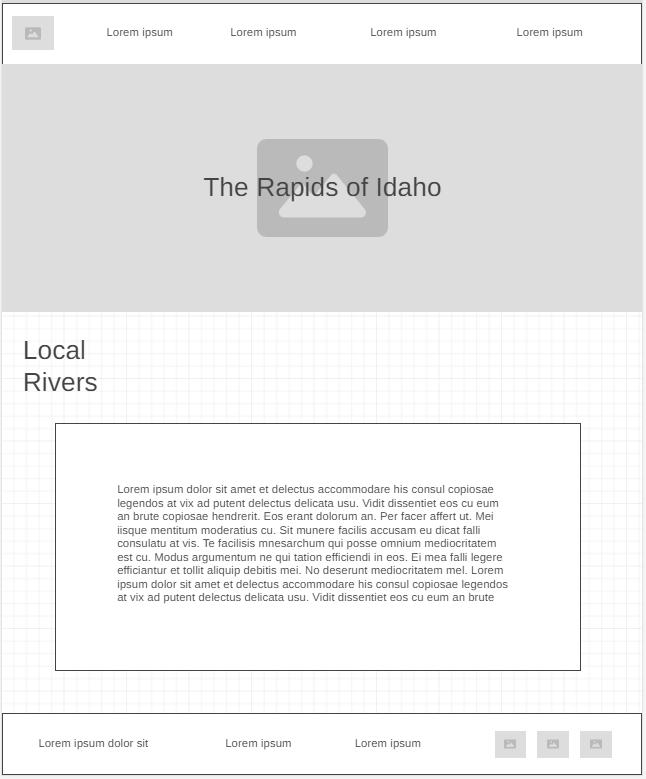 Lorem ipsum Lorem ipsum Lorem ipsum Lorem ipsum
The Rapids of Idaho
Local
Rivers
Lorem ipsum dolor sit amet et delectus accommodare his consul copiosae
legendos at vix ad putent delectus delicata usu. Vidit dissentiet eos cu eum
an brute copiosae hendrerit. Eos erant dolorum an. Per facer affert ut. Mei
iisque mentitum moderatius cu. Sit munere facilis accusam eu dicat falli
consulatu at vis. Te facilisis mnesarchum qui posse omnium mediocritatem
est cu. Modus argumentum ne qui tation efficiendi in eos. Ei mea falli legere
efficiantur et tollit aliquip debitis mei. No deserunt mediocritatem mel. Lorem
ipsum dolor sit amet et delectus accommodare his consul copiosae legendos
at vix ad putent delectus delicata usu. Vidit dissentiet eos cu eum an brute
Lorem ipsum dolor sit Lorem ipsum Lorem ipsum